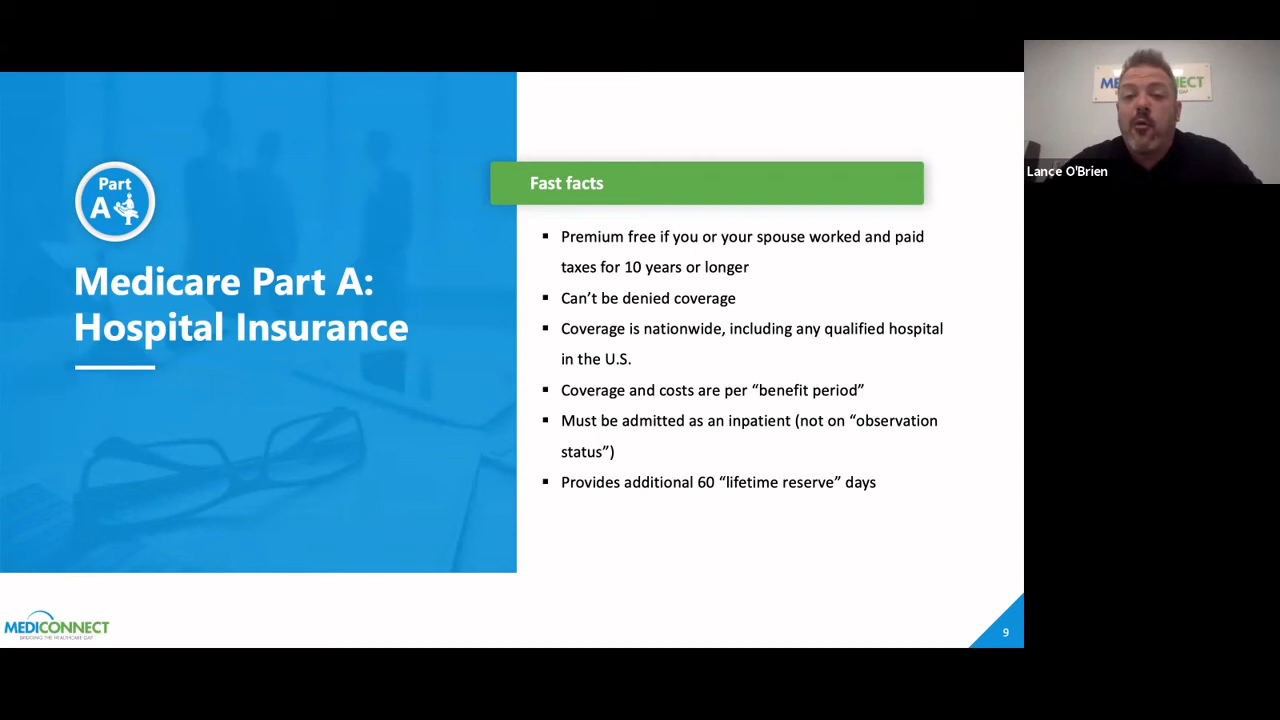 Part
A
Medicare Part A:
Hospital Insurance
Fast facts
▪ Premium free if you or your spouse worked and paid
taxes for 10 years or longer
▪ Can’t be denied coverage
▪ Coverage is nationwide, including any qualified hospital
in the U.S.
▪ Coverage and costs are per “benefit period”
▪ Must be admitted as an inpatient (not on “observation
status”)
▪ Provides additional 60 “lifetime reserve” days
MEDICONNECT
BRIDGING THE HEALTHCARE GAP
9
Lance O'Brien